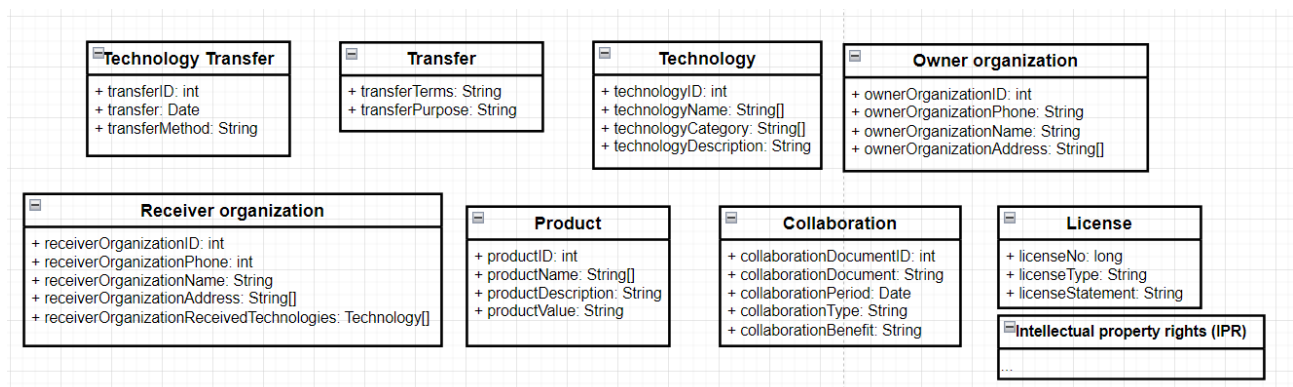 Technology Transfer
+ transferID: int
+ transfer: Date
+ transferMethod: String
Transfer
+ transferTerms: String
+ transferPurpose: String
Technology
+ technologyID: int
+ technologyName: String[]
+ technologyCategory: String[]
+ technologyDescription: String
Owner organization
+ ownerOrganizationID: int
+ ownerOrganizationPhone: String
+ ownerOrganizationName: String
+ ownerOrganizationAddress: String[]
Receiver organization
+ receiverOrganizationID: int
+ receiverOrganizationPhone: int
+ receiverOrganizationName: String
+ receiverOrganizationAddress: String[]
+ receiverOrganizationReceivedTechnologies: Technology[]
Product
+ productID: int
+ productName: String[]
+ productDescription: String
+ productValue: String
Collaboration
+ collaborationDocumentID: int
+ collaborationDocument: String
+ collaborationPeriod: Date
+ collaborationType: String
+ collaborationBenefit: String
License
+ licenseNo: long
+ licenseType: String
+ licenseStatement: String
Intellectual property rights (IPR)
...